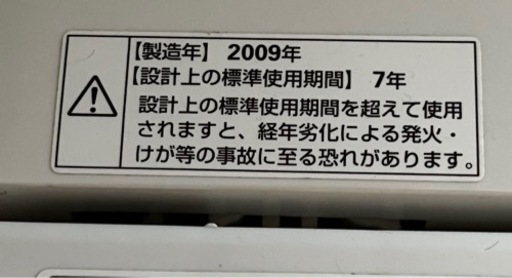 【製造年】 2009年
【設計上の標準使用期間】 7年
設計上の標準使用期間を超えて使用
されますと、経年劣化による発火・
けが等の事故に至る恐れがあります。